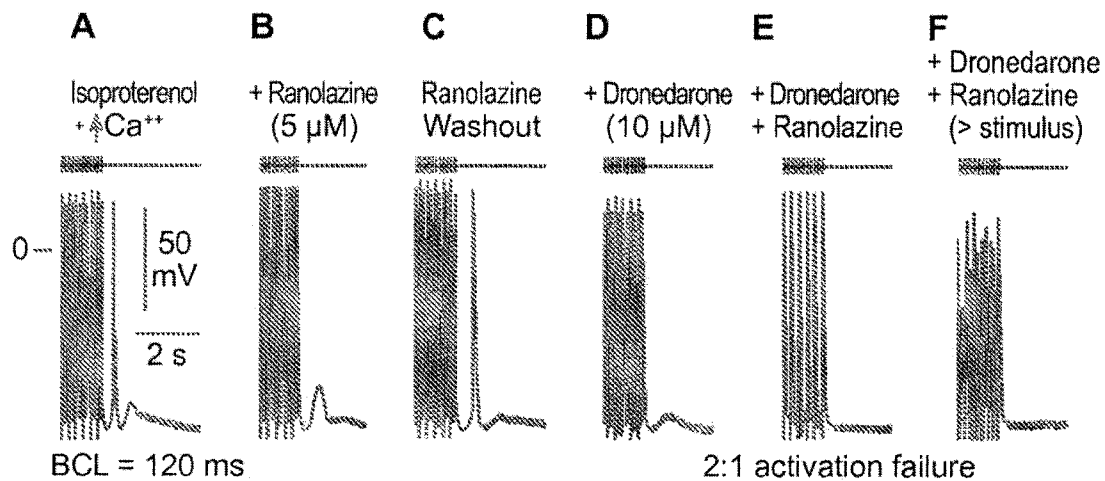 A
B
C
D
E
F
Isoproterenol
+ ⇑Ca⁺⁺
+ Ranolazine
(5 µM)
Ranolazine
Washout
+ Dronedarone
(10 µM)
+ Dronedarone
+ Ranolazine
+ Dronedarone
+ Ranolazine
(> stimulus)
0
50
mV
2 s
BCL = 120 ms
2:1 activation failure